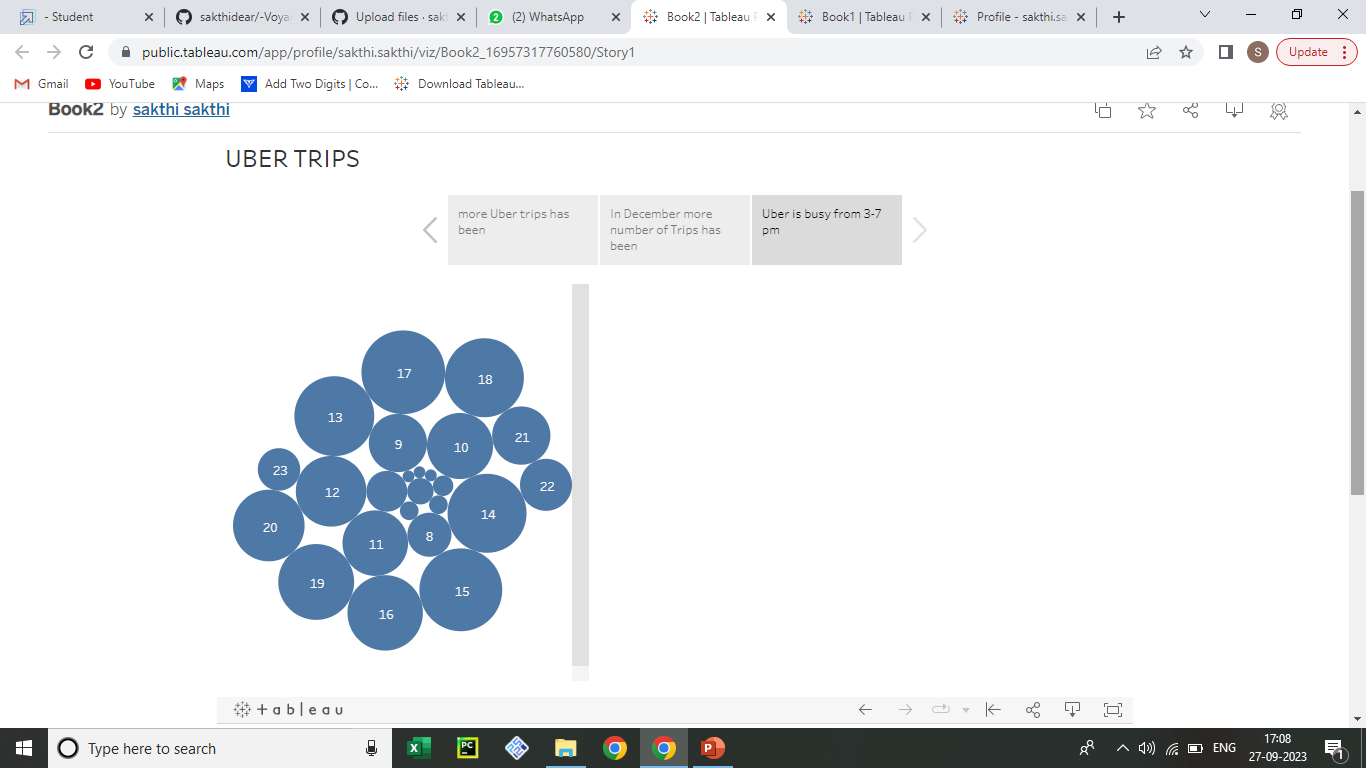 - Student
sakthidear/-Voya
Upload files · sak
(2) WhatsApp
Book2 | Tableau P
Book1 | Tableau P
Profile - sakthi.sa
public.tableau.com/app/profile/sakthi.sakthi/viz/Book2_16957317760580/Story1
S
Update
Gmail
YouTube
Maps
Add Two Digits | Co...
Download Tableau...
Book2 by sakthi sakthi
UBER TRIPS
more Uber trips has
been
In December more
number of Trips has
been
Uber is busy from 3-7
pm
17
18
13
9
10
21
23
12
22
20
14
11
8
19
15
16
+ a b | e a u
Type here to search
ENG
17:08
27-09-2023
1